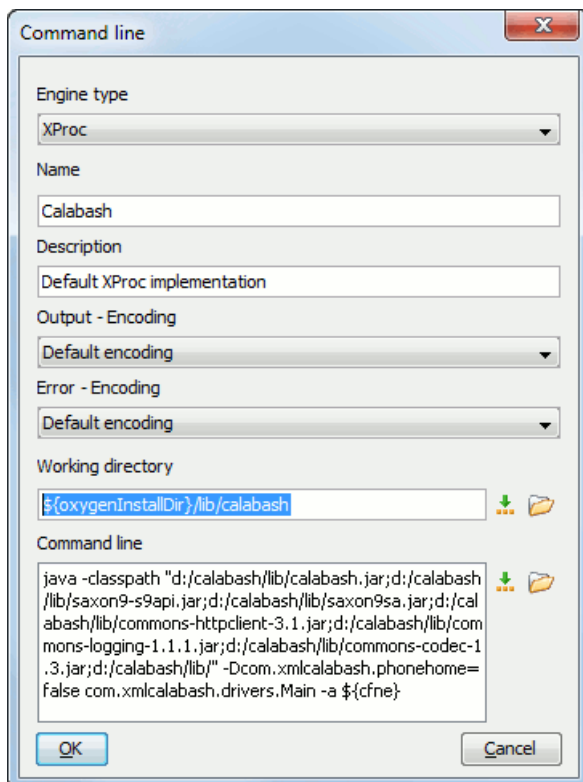 Command line
Engine type
XProc
Name
Calabash
Description
Default XProc implementation
Output - Encoding
Default encoding
Error - Encoding
Default encoding
Working directory
${oxygenInstallDir}/lib/calabash
Command line
java -classpath "d:/calabash/lib/calabash.jar;d:/calabash
/lib/saxon9-s9api.jar;d:/calabash/lib/saxon9sa.jar;d:/cal
abash/lib/commons-httpclient-3.1.jar;d:/calabash/lib/com
mons-logging-1.1.1.jar;d:/calabash/lib/commons-codec-1
.3.jar;d:/calabash/lib/" -Dcom.xmlcalabash.phonehome=
false com.xmlcalabash.drivers.Main -a ${cfne}
OK Cancel